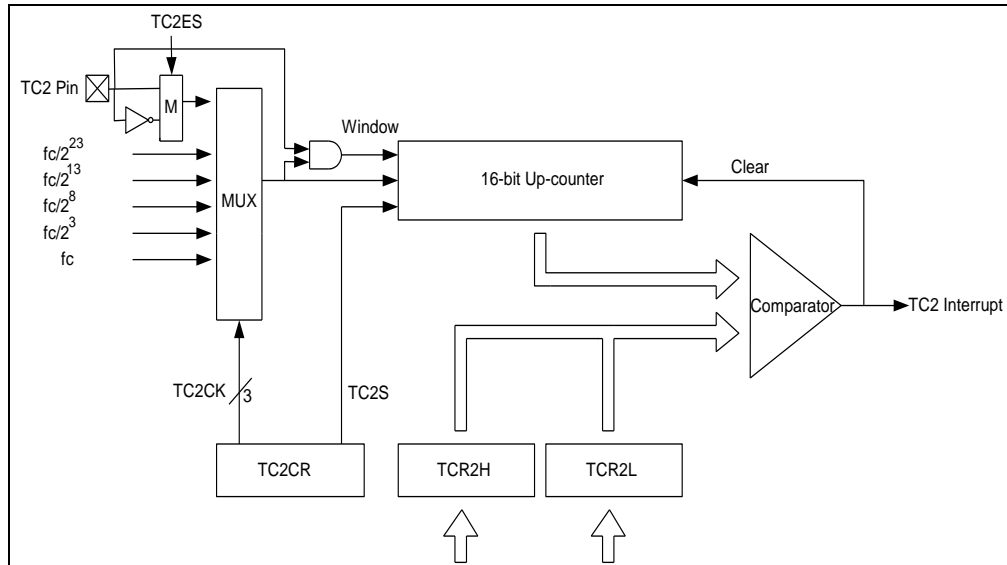 TC2ES
TC2 Pin
M
Window
fc/2^23
fc/2^13
fc/2^8
fc/2^3
fc
MUX
16-bit Up-counter
Clear
Comparator
TC2 Interrupt
TC2CK
3
TC2S
TC2CR
TCR2H
TCR2L